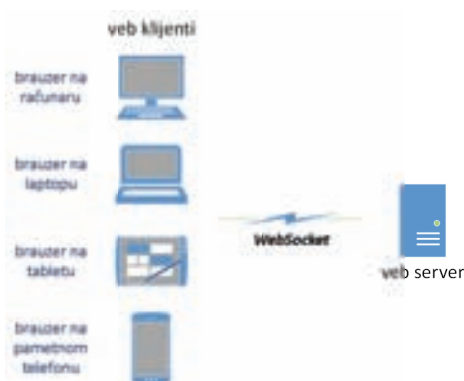 veb klijenti
brauzer na
računaru
brauzer na
laptopu
WebSocket
veb server
brauzer na
tabletu
brauzer na
pametnom
telefonu